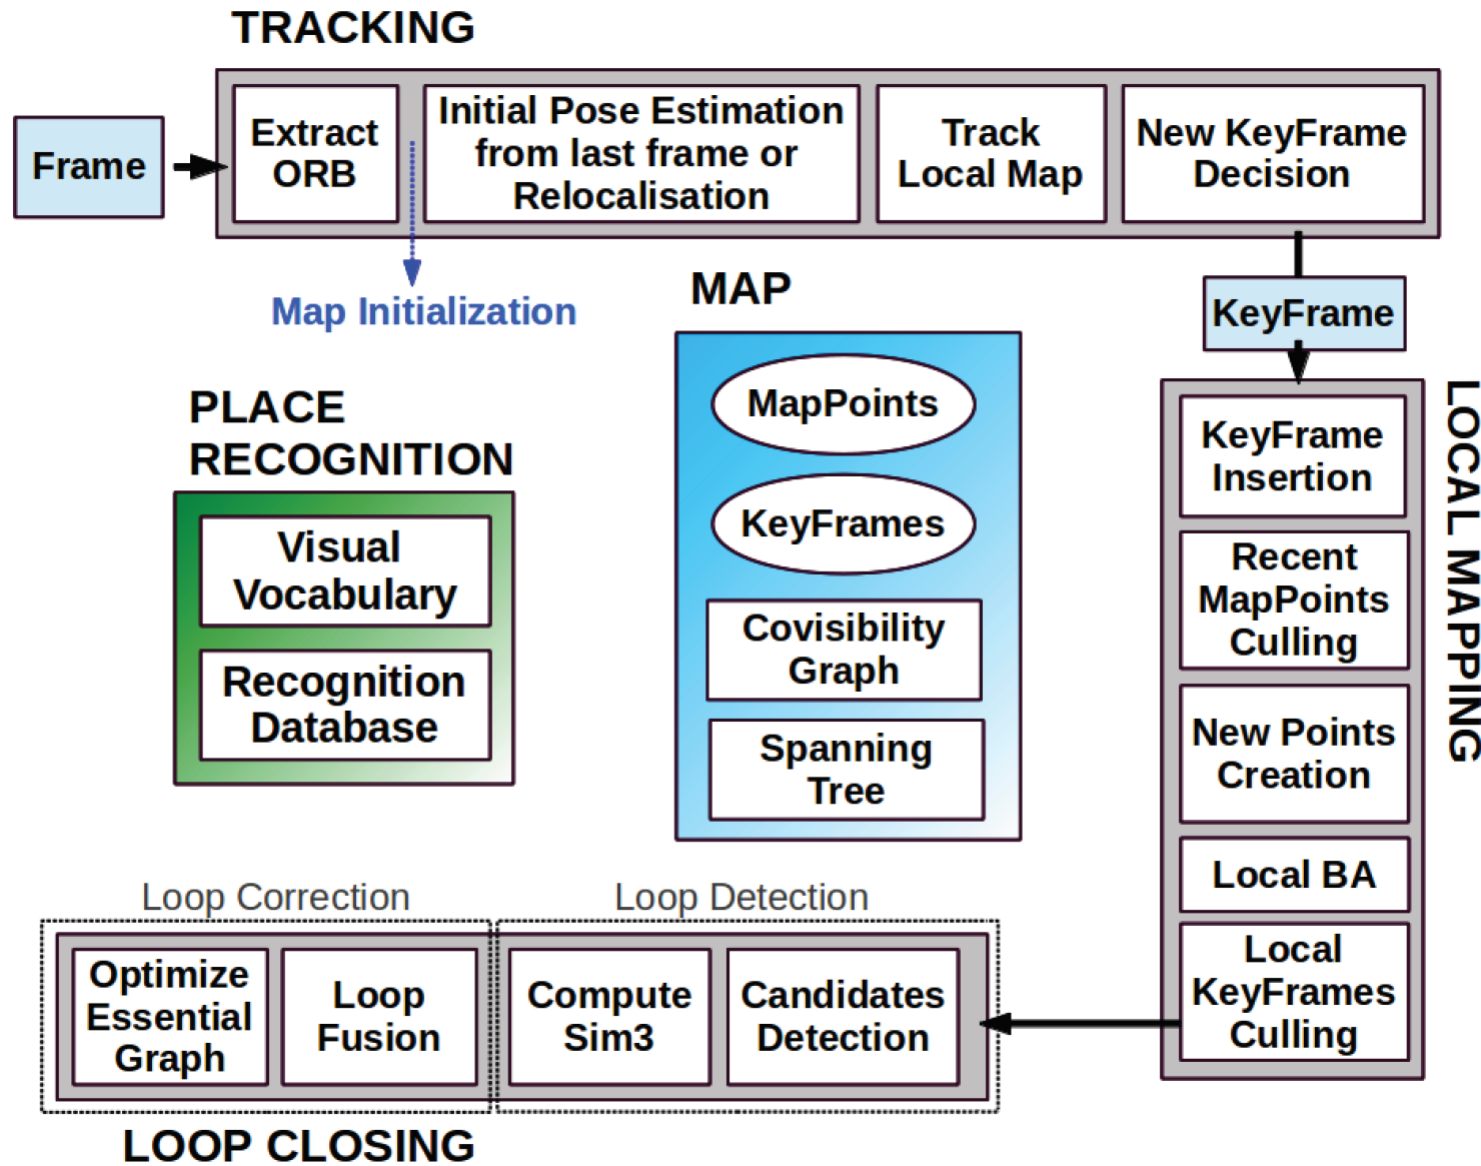 TRACKING
Frame
Extract
ORB
Initial Pose Estimation
from last frame or
Relocalisation
Track
Local Map
New KeyFrame
Decision
Map Initialization
MAP
KeyFrame
PLACE
RECOGNITION
Visual
Vocabulary
Recognition
Database
MapPoints
KeyFrames
Covisibility
Graph
Spanning
Tree
LOCAL MAPPING
KeyFrame
Insertion
Recent
MapPoints
Culling
New Points
Creation
Local BA
Local
KeyFrames
Culling
Loop Correction
Loop Detection
Optimize
Essential
Graph
Loop
Fusion
Compute
Sim3
Candidates
Detection
LOOP CLOSING